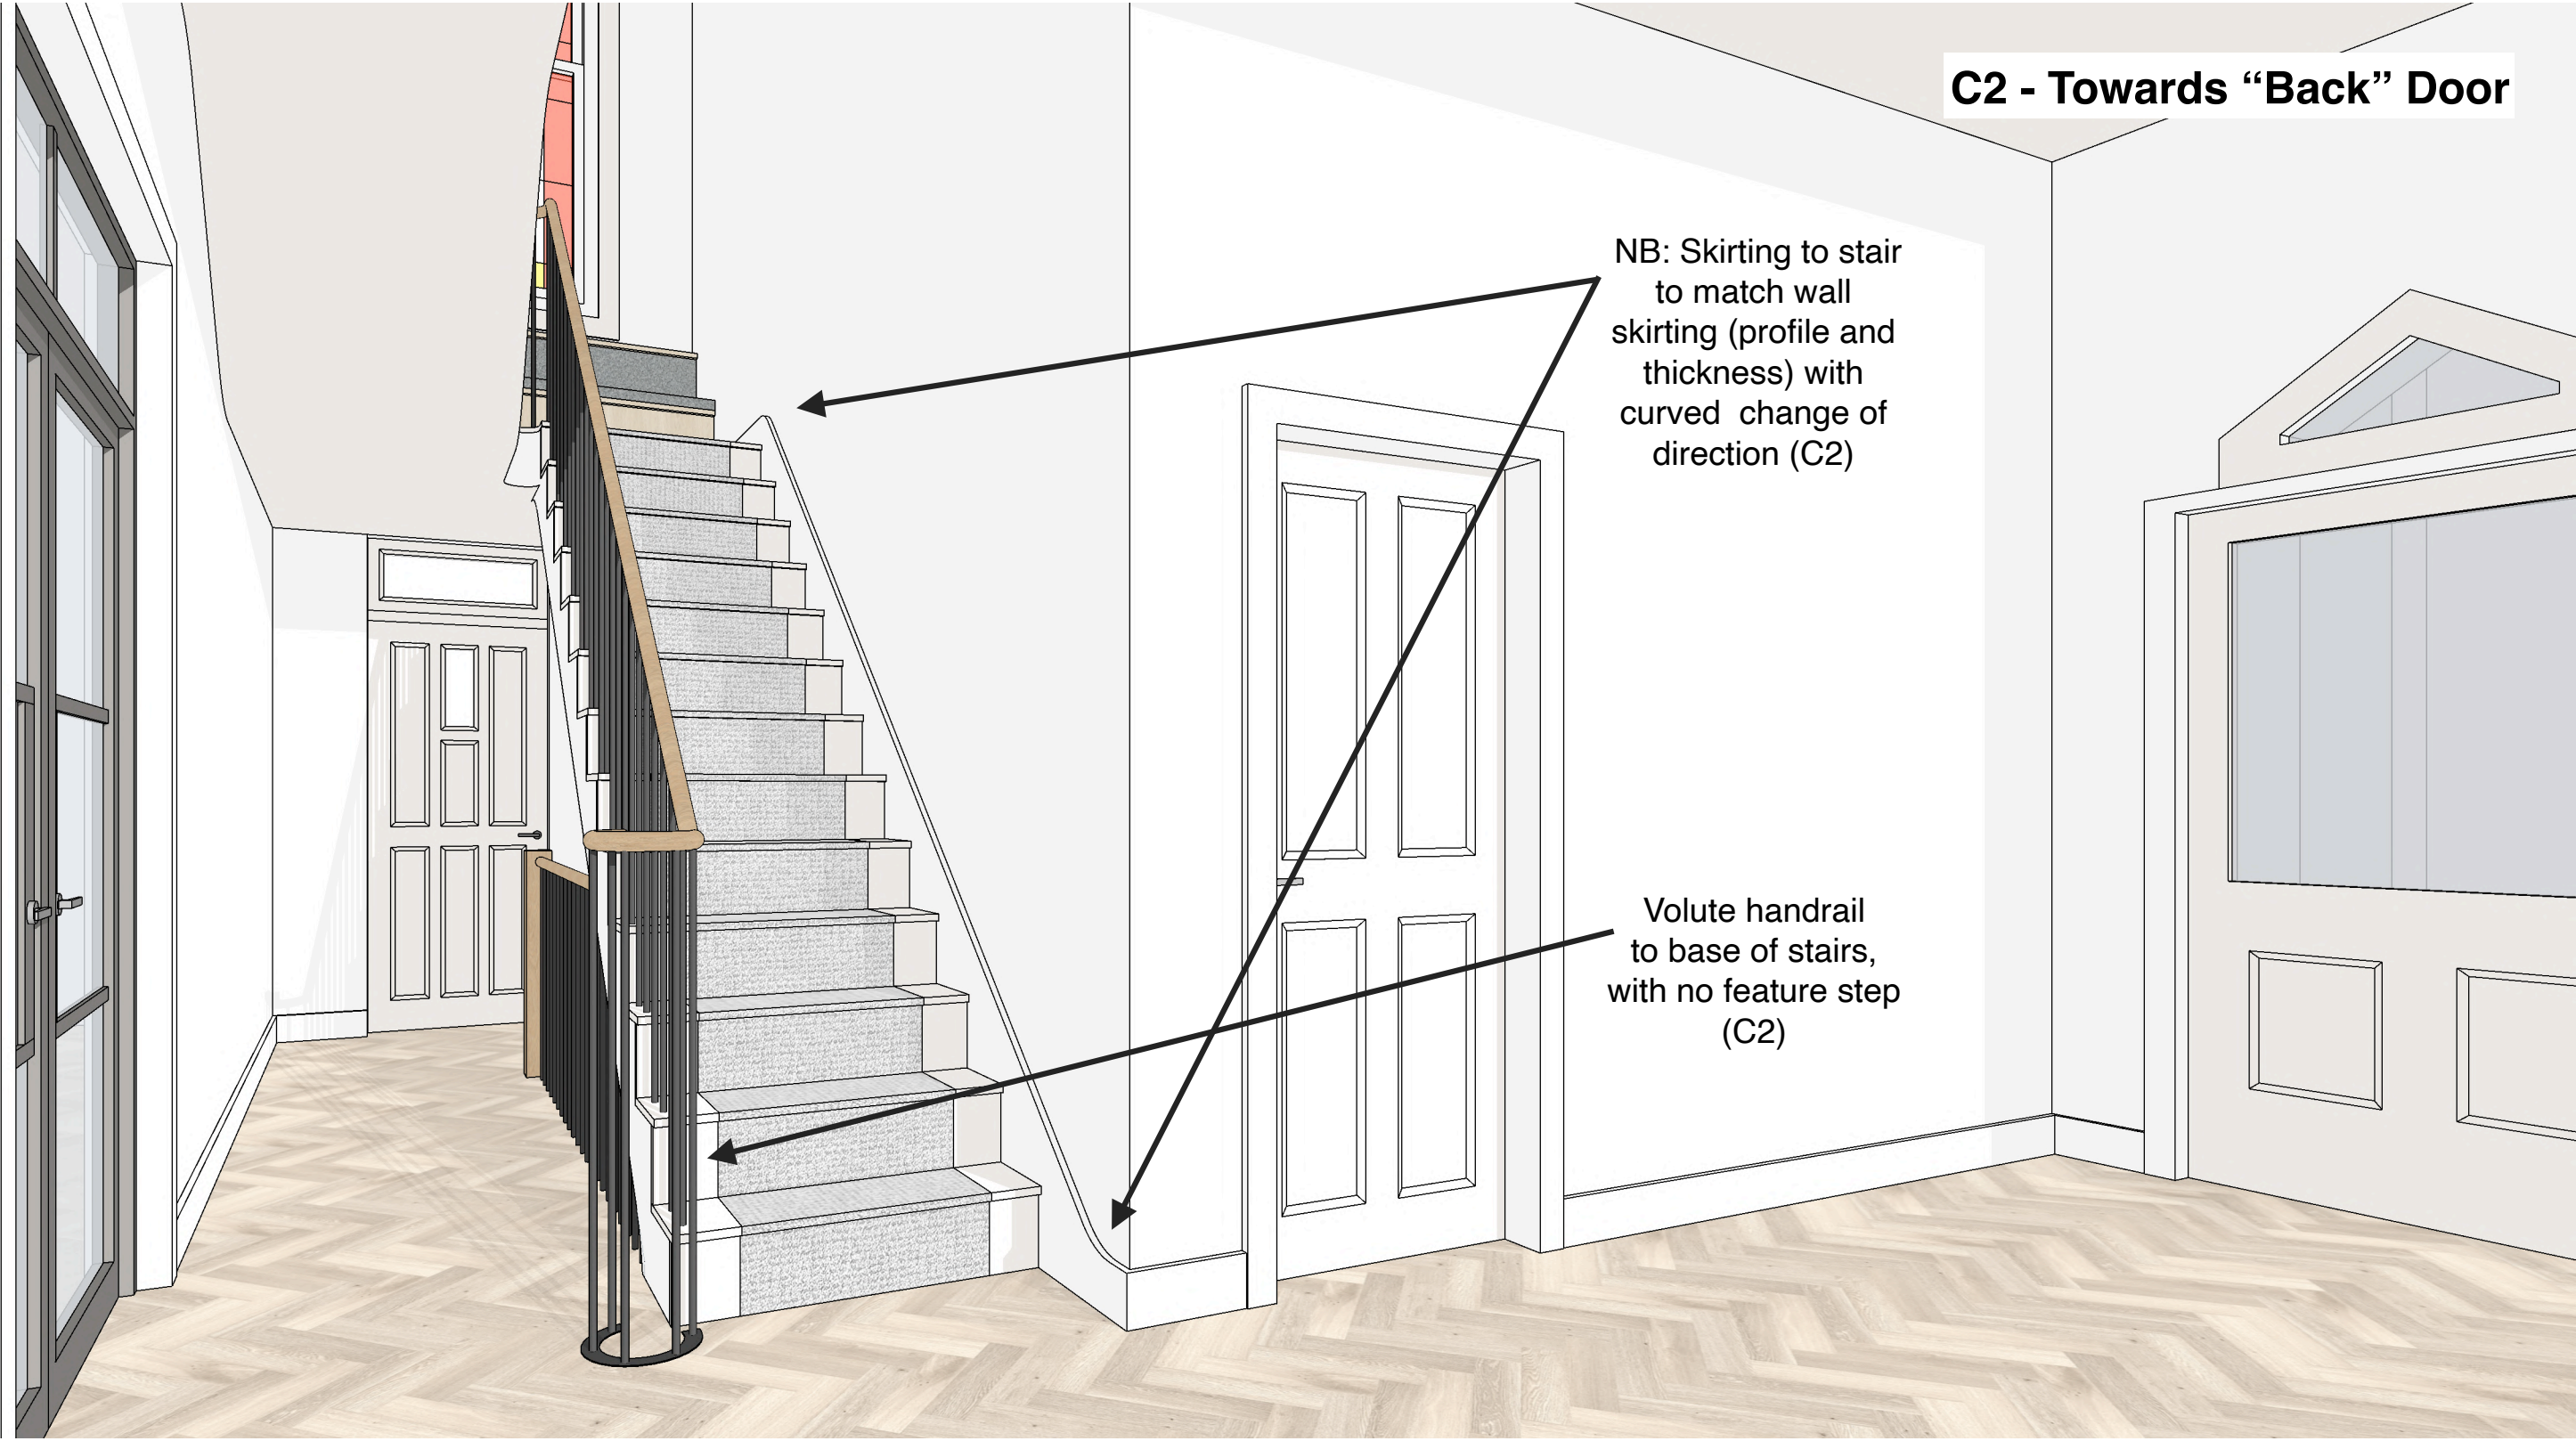 C2 - Towards “Back” Door
NB: Skirting to stair
to match wall
skirting (profile and
thickness) with
curved  change of
direction (C2)
Volute handrail
to base of stairs,
with no feature step
(C2)